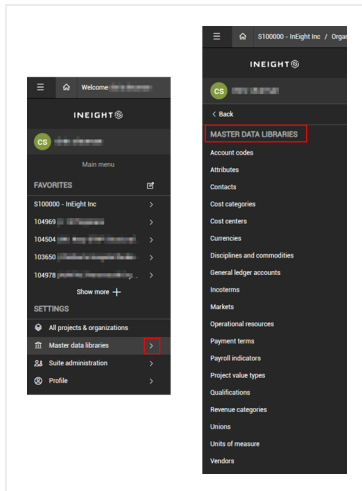 Welcome
INEIGHT
CS
Main menu
FAVORITES
S100000 - InEight Inc
104969
104504
103650
104978
Show more +
SETTINGS
All projects & organizations
Master data libraries
Suite administration
Profile
S100000 - InEight Inc / Organ
INEIGHT
CS
< Back
MASTER DATA LIBRARIES
Account codes
Attributes
Contacts
Cost categories
Cost centers
Currencies
Disciplines and commodities
General ledger accounts
Incoterms
Markets
Operational resources
Payment terms
Payroll indicators
Project value types
Qualifications
Revenue categories
Unions
Units of measure
Vendors